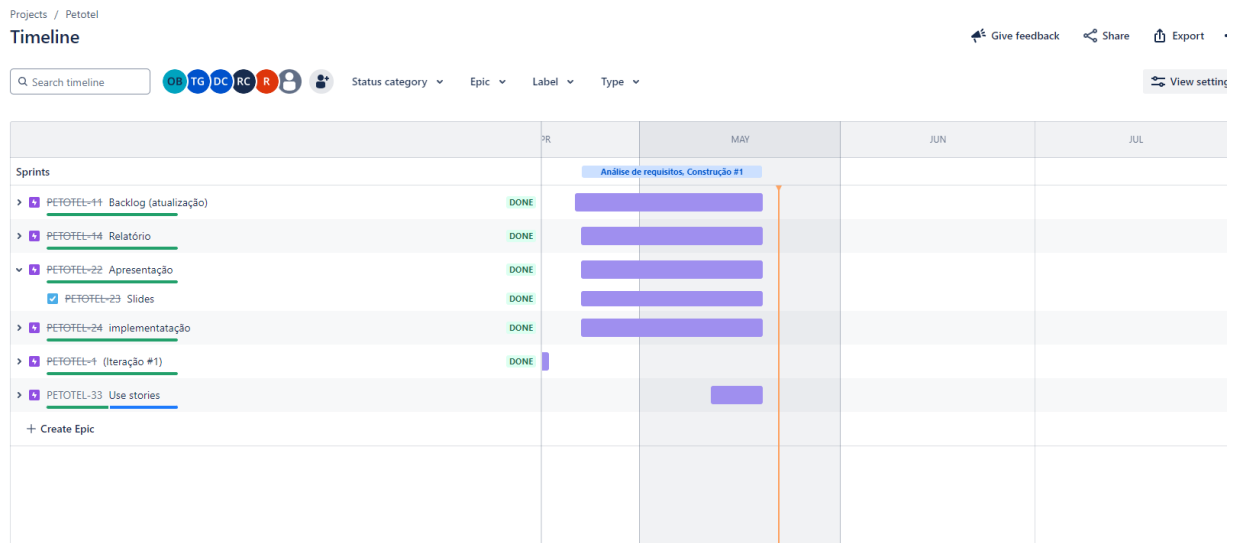 Projects / Petotel
Timeline
Give feedback Share Export
Search timeline OB TG DC RC R Status category Epic Label Type View setting
PR MAY JUN JUL
Sprints Análise de requisitos, Construção #1
PETOTEL-11 Backlog (atualização) DONE
PETOTEL-14 Relatório DONE
PETOTEL-22 Apresentação DONE
PETOTEL-23 Slides DONE
PETOTEL-24 implementatação DONE
PETOTEL-1 (Iteração #1) DONE
PETOTEL-33 Use stories
+ Create Epic